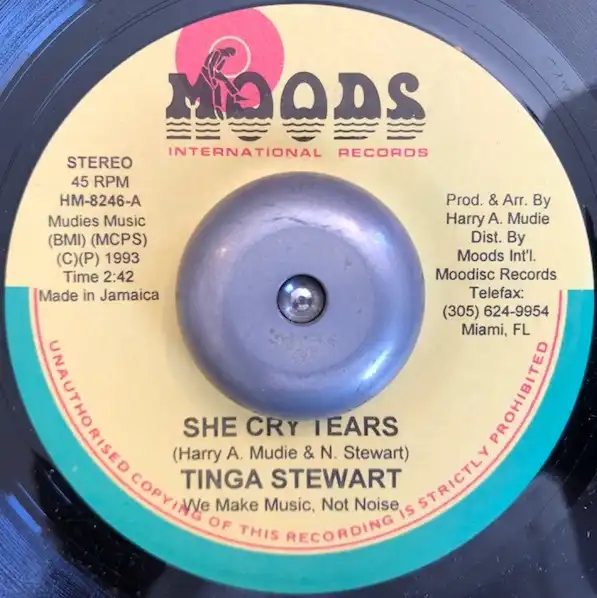 MOODS
INTERNATIONAL RECORDS
STEREO
45 RPM
HM-8246-A
Mudies Music
(BMI) (MCPS)
(C)(P) 1993
Time 2:42
Made in Jamaica
Prod. & Arr. By
Harry A. Mudie
Dist. By
Moods Int'l.
Moodisc Records
Telefax:
(305) 624-9954
Miami, FL
SHE CRY TEARS
(Harry A. Mudie & N. Stewart)
TINGA STEWART
We Make Music, Not Noise
UNAUTHORISED COPYING OF THIS RECORDING IS STRICTLY PROHIBITED